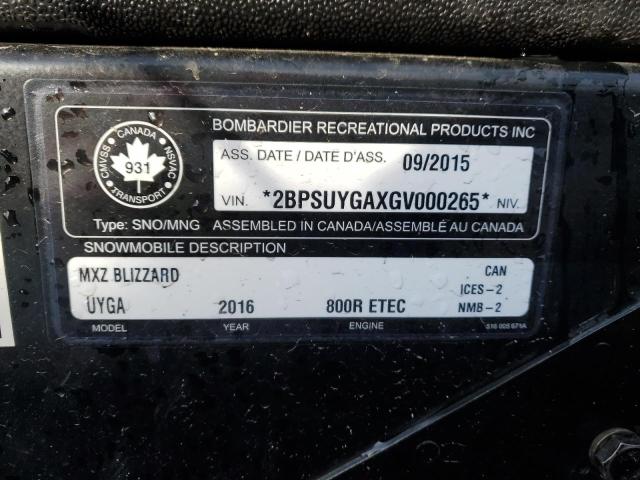 BOMBARDIER RECREATIONAL PRODUCTS INC
CANADA
CMVSS
931
NSVAC
TRANSPORT
ASS. DATE / DATE D'ASS. 09/2015
VIN. *2BPSUYGAXGV000265* NIV.
Type: SNO/MNG ASSEMBLED IN CANADA/ASSEMBLÉ AU CANADA
SNOWMOBILE DESCRIPTION
MXZ BLIZZARD CAN
ICES-2
UYGA 2016 800R ETEC NMB-2
MODEL YEAR ENGINE